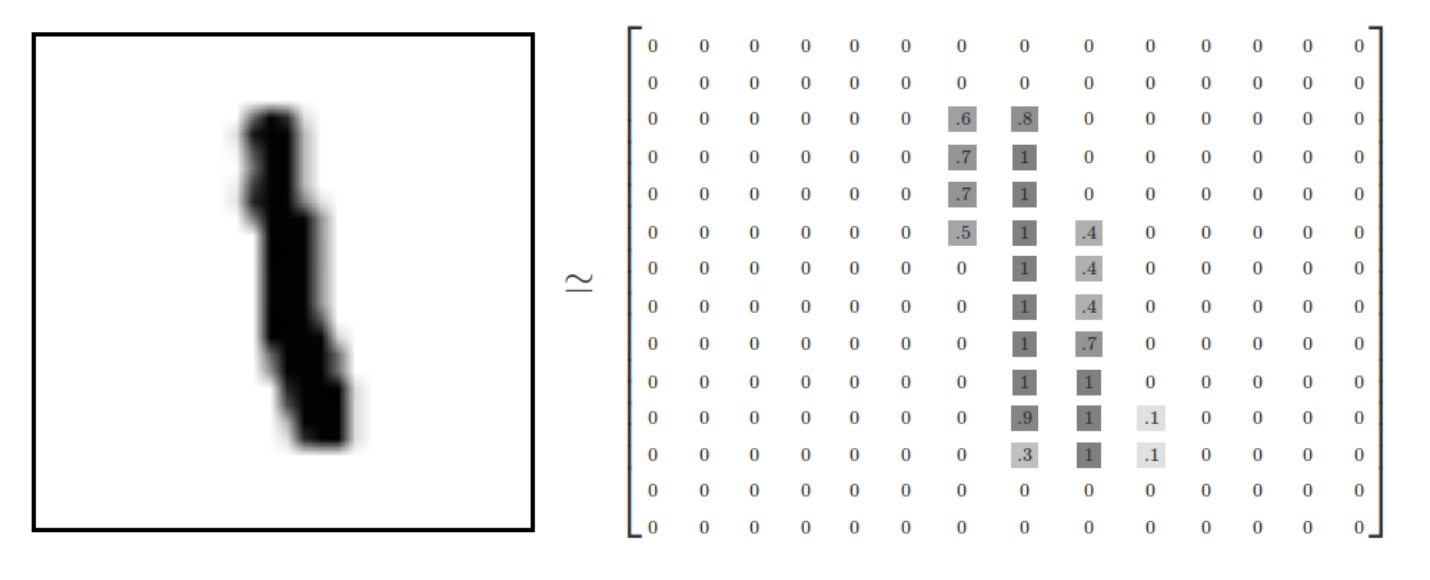 ≃
0 0 0 0 0 0 0 0 0 0 0 0 0 0
0 0 0 0 0 0 0 0 0 0 0 0 0 0
0 0 0 0 0 0 .6 .8 0 0 0 0 0 0
0 0 0 0 0 0 .7 1 0 0 0 0 0 0
0 0 0 0 0 0 .7 1 0 0 0 0 0 0
0 0 0 0 0 0 .5 1 .4 0 0 0 0 0
0 0 0 0 0 0 0 1 .4 0 0 0 0 0
0 0 0 0 0 0 0 1 .4 0 0 0 0 0
0 0 0 0 0 0 0 1 .7 0 0 0 0 0
0 0 0 0 0 0 0 1 1 0 0 0 0 0
0 0 0 0 0 0 0 .9 1 .1 0 0 0 0
0 0 0 0 0 0 0 .3 1 .1 0 0 0 0
0 0 0 0 0 0 0 0 0 0 0 0 0 0
0 0 0 0 0 0 0 0 0 0 0 0 0 0